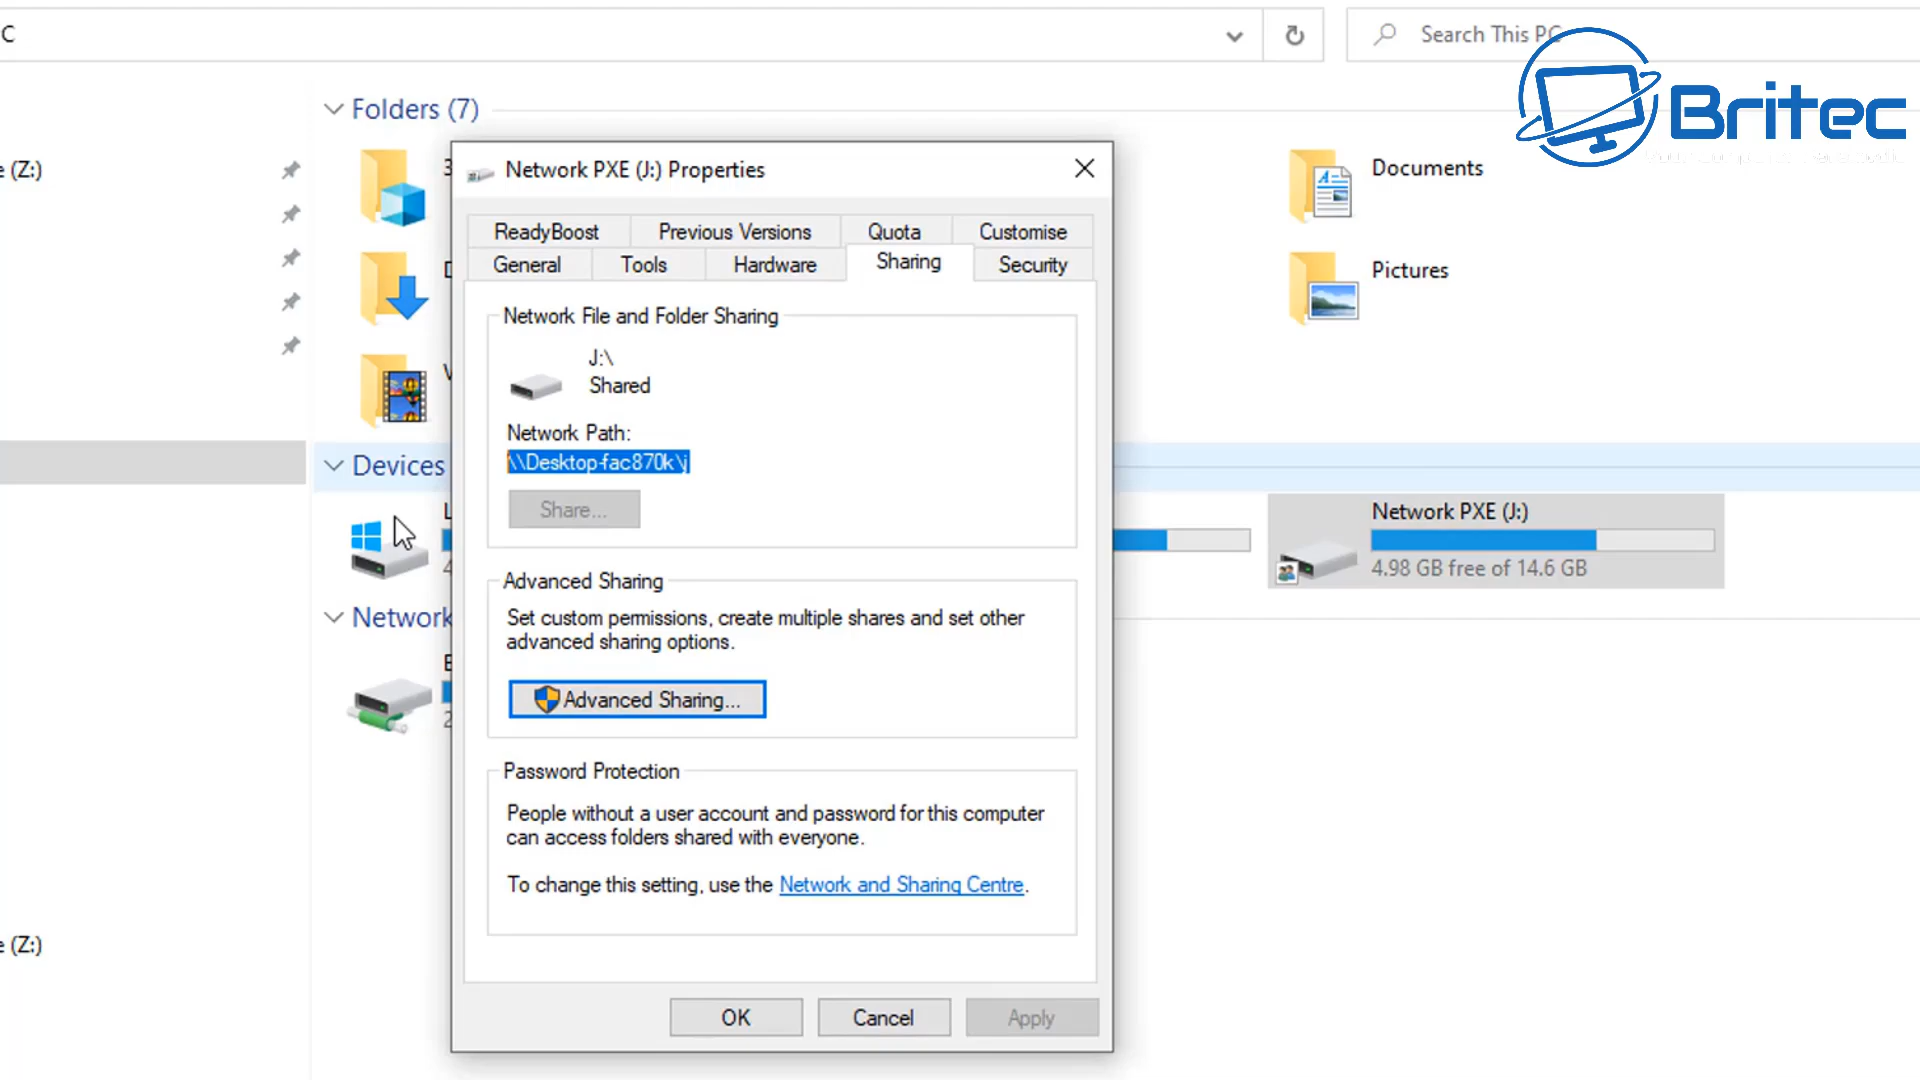 C
Search This PC
Britec
Folders (7)
e (Z:)
Documents
Pictures
Network PXE (J:) Properties
ReadyBoost
Previous Versions
Quota
Customise
General
Tools
Hardware
Sharing
Security
Network File and Folder Sharing
J:\
Shared
Network Path:
\\Desktop-fac870k\j
Share...
Devices
Network PXE (J:)
4.98 GB free of 14.6 GB
Network
Advanced Sharing
Set custom permissions, create multiple shares and set other
advanced sharing options.
Advanced Sharing...
Password Protection
People without a user account and password for this computer
can access folders shared with everyone.
To change this setting, use the Network and Sharing Centre.
e (Z:)
OK
Cancel
Apply